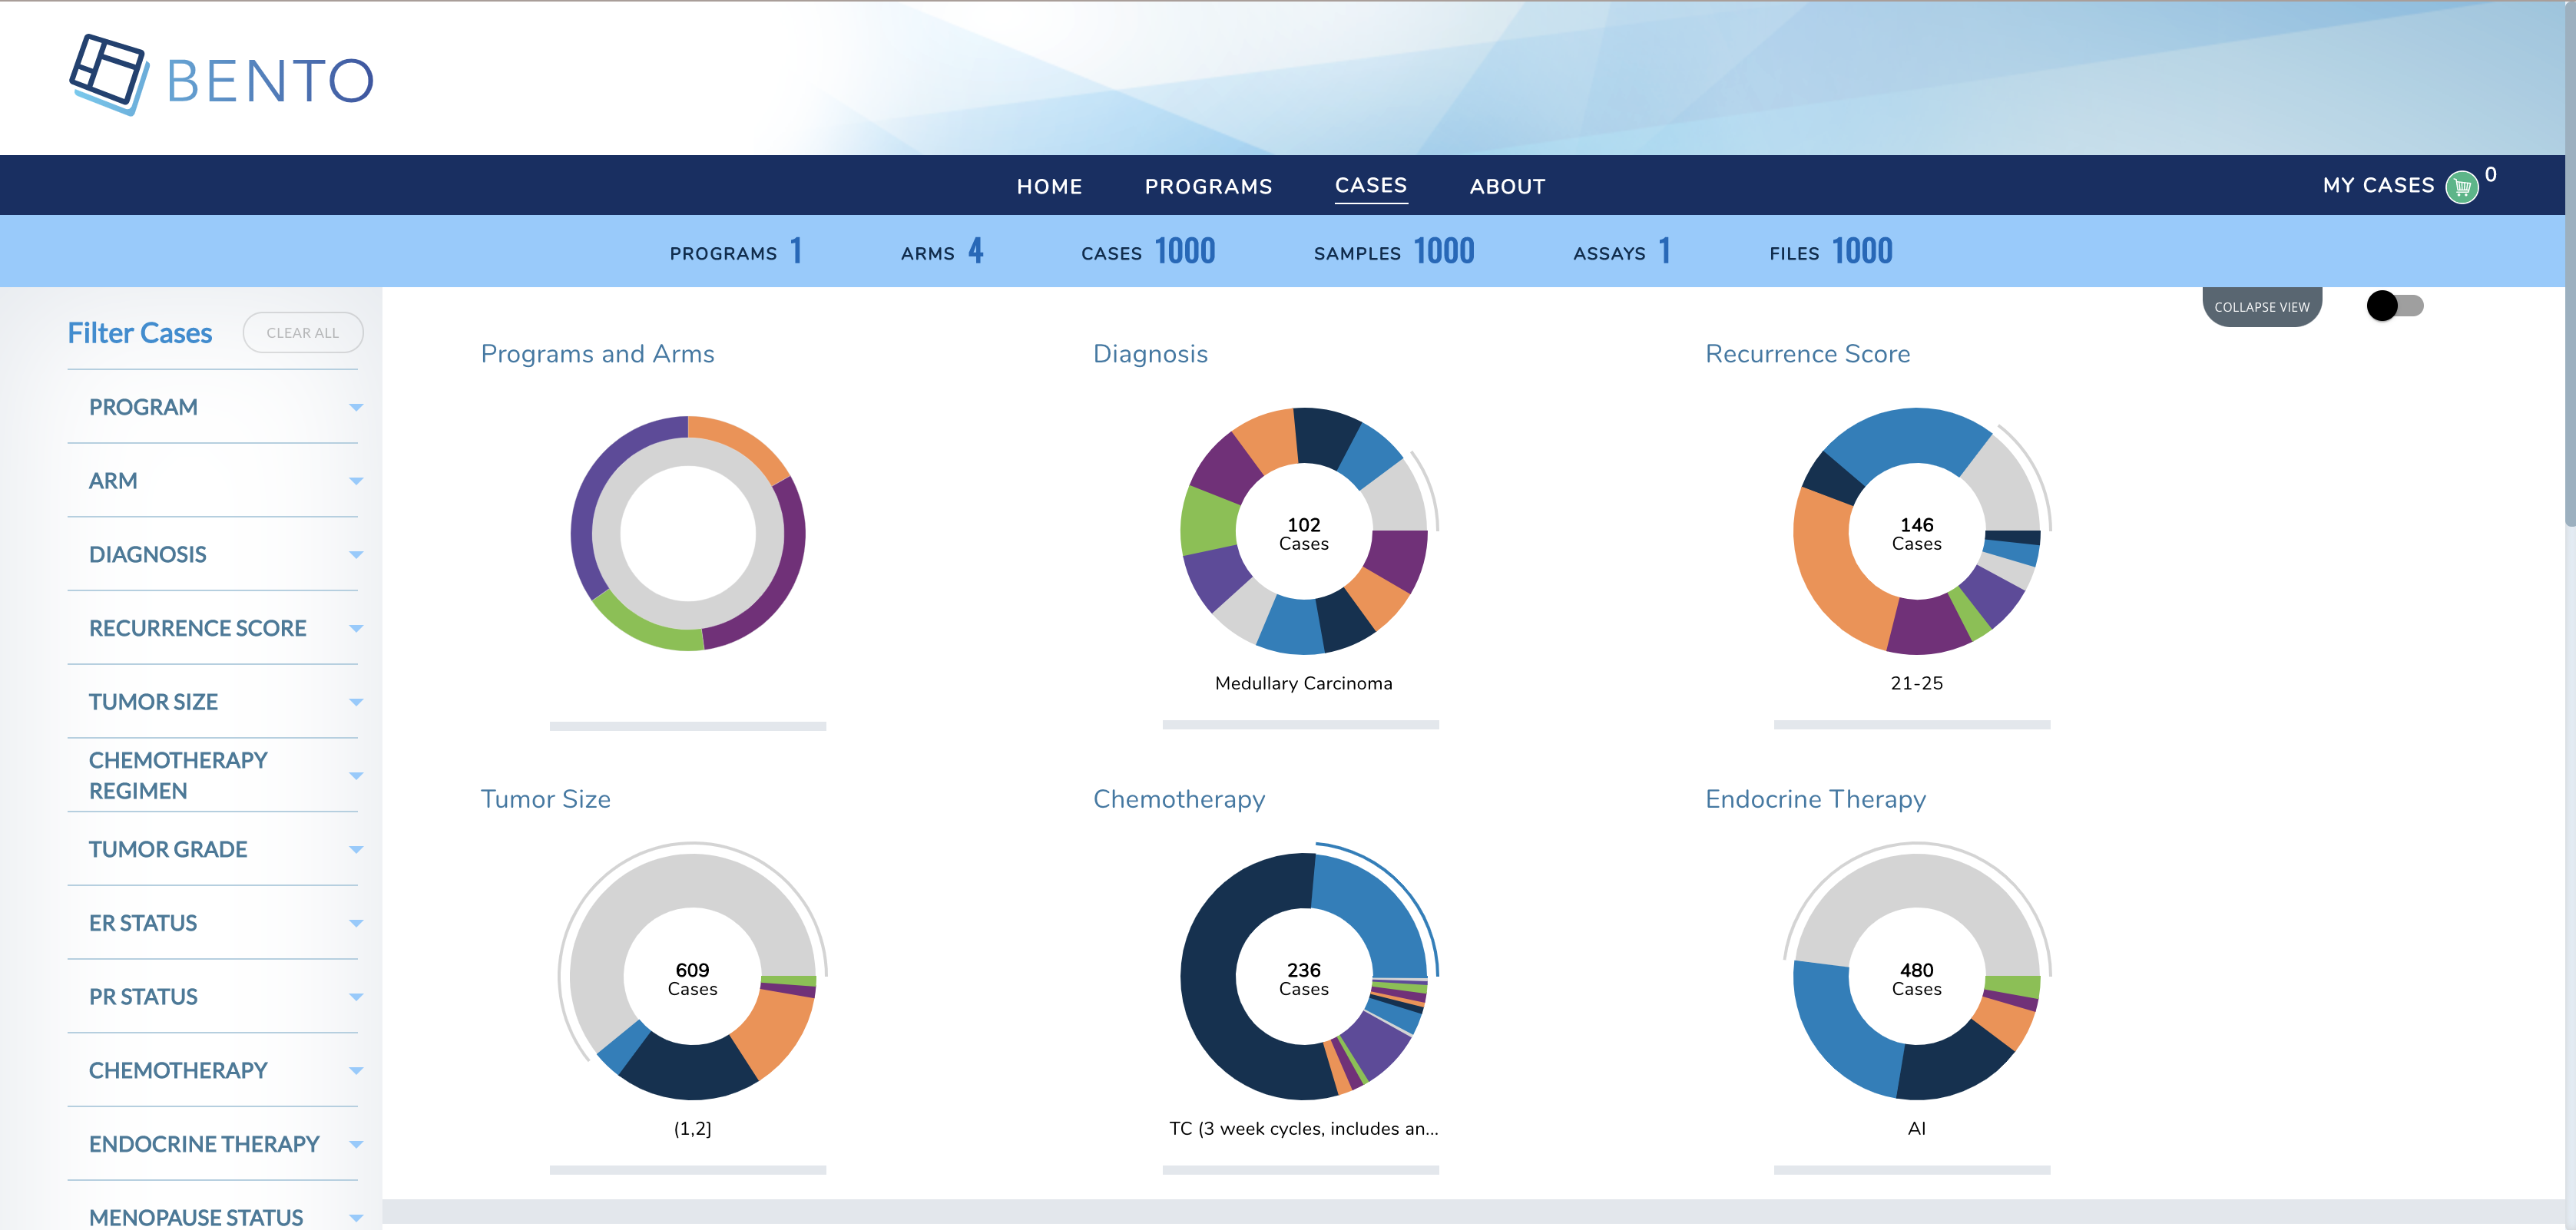 BENTO
HOME PROGRAMS CASES ABOUT MY CASES 0
PROGRAMS 1 ARMS 4 CASES 1000 SAMPLES 1000 ASSAYS 1 FILES 1000
Filter Cases CLEAR ALL
COLLAPSE VIEW
PROGRAM
ARM
DIAGNOSIS
RECURRENCE SCORE
TUMOR SIZE
CHEMOTHERAPY
REGIMEN
TUMOR GRADE
ER STATUS
PR STATUS
CHEMOTHERAPY
ENDOCRINE THERAPY
MENOPAUSE STATUS
Programs and Arms
Diagnosis
102
Cases
Medullary Carcinoma
Recurrence Score
146
Cases
21-25
Tumor Size
609
Cases
(1,2]
Chemotherapy
236
Cases
TC (3 week cycles, includes an...
Endocrine Therapy
480
Cases
AI